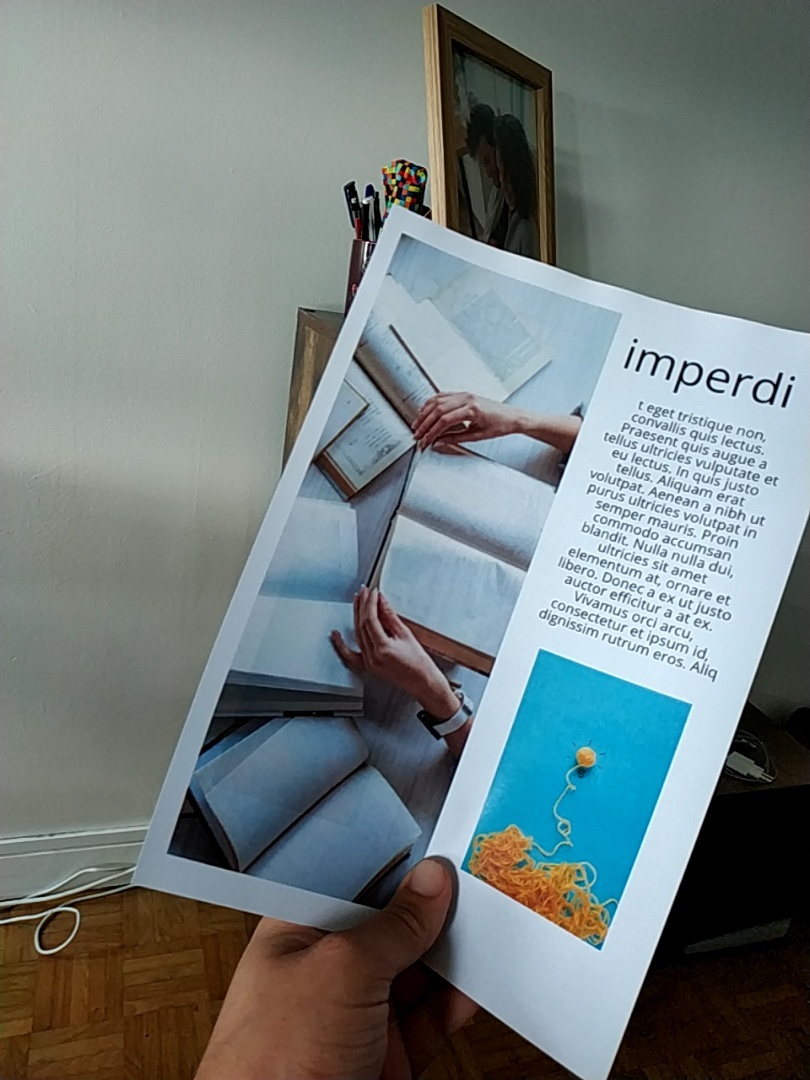 imperdi
t eget tristique non,
convallis quis lectus.
Praesent quis augue a
tellus ultricies vulputate et
eu lectus. In quis justo
tellus. Aliquam erat
volutpat. Aenean a nibh ut
purus ultricies volutpat in
semper mauris. Proin
commodo accumsan
blandit. Nulla nulla dui,
ultricies sit amet
elementum at, ornare et
libero. Donec a ex ut justo
auctor efficitur a at ex.
Vivamus orci arcu,
consectetur et ipsum id,
dignissim rutrum eros. Aliq